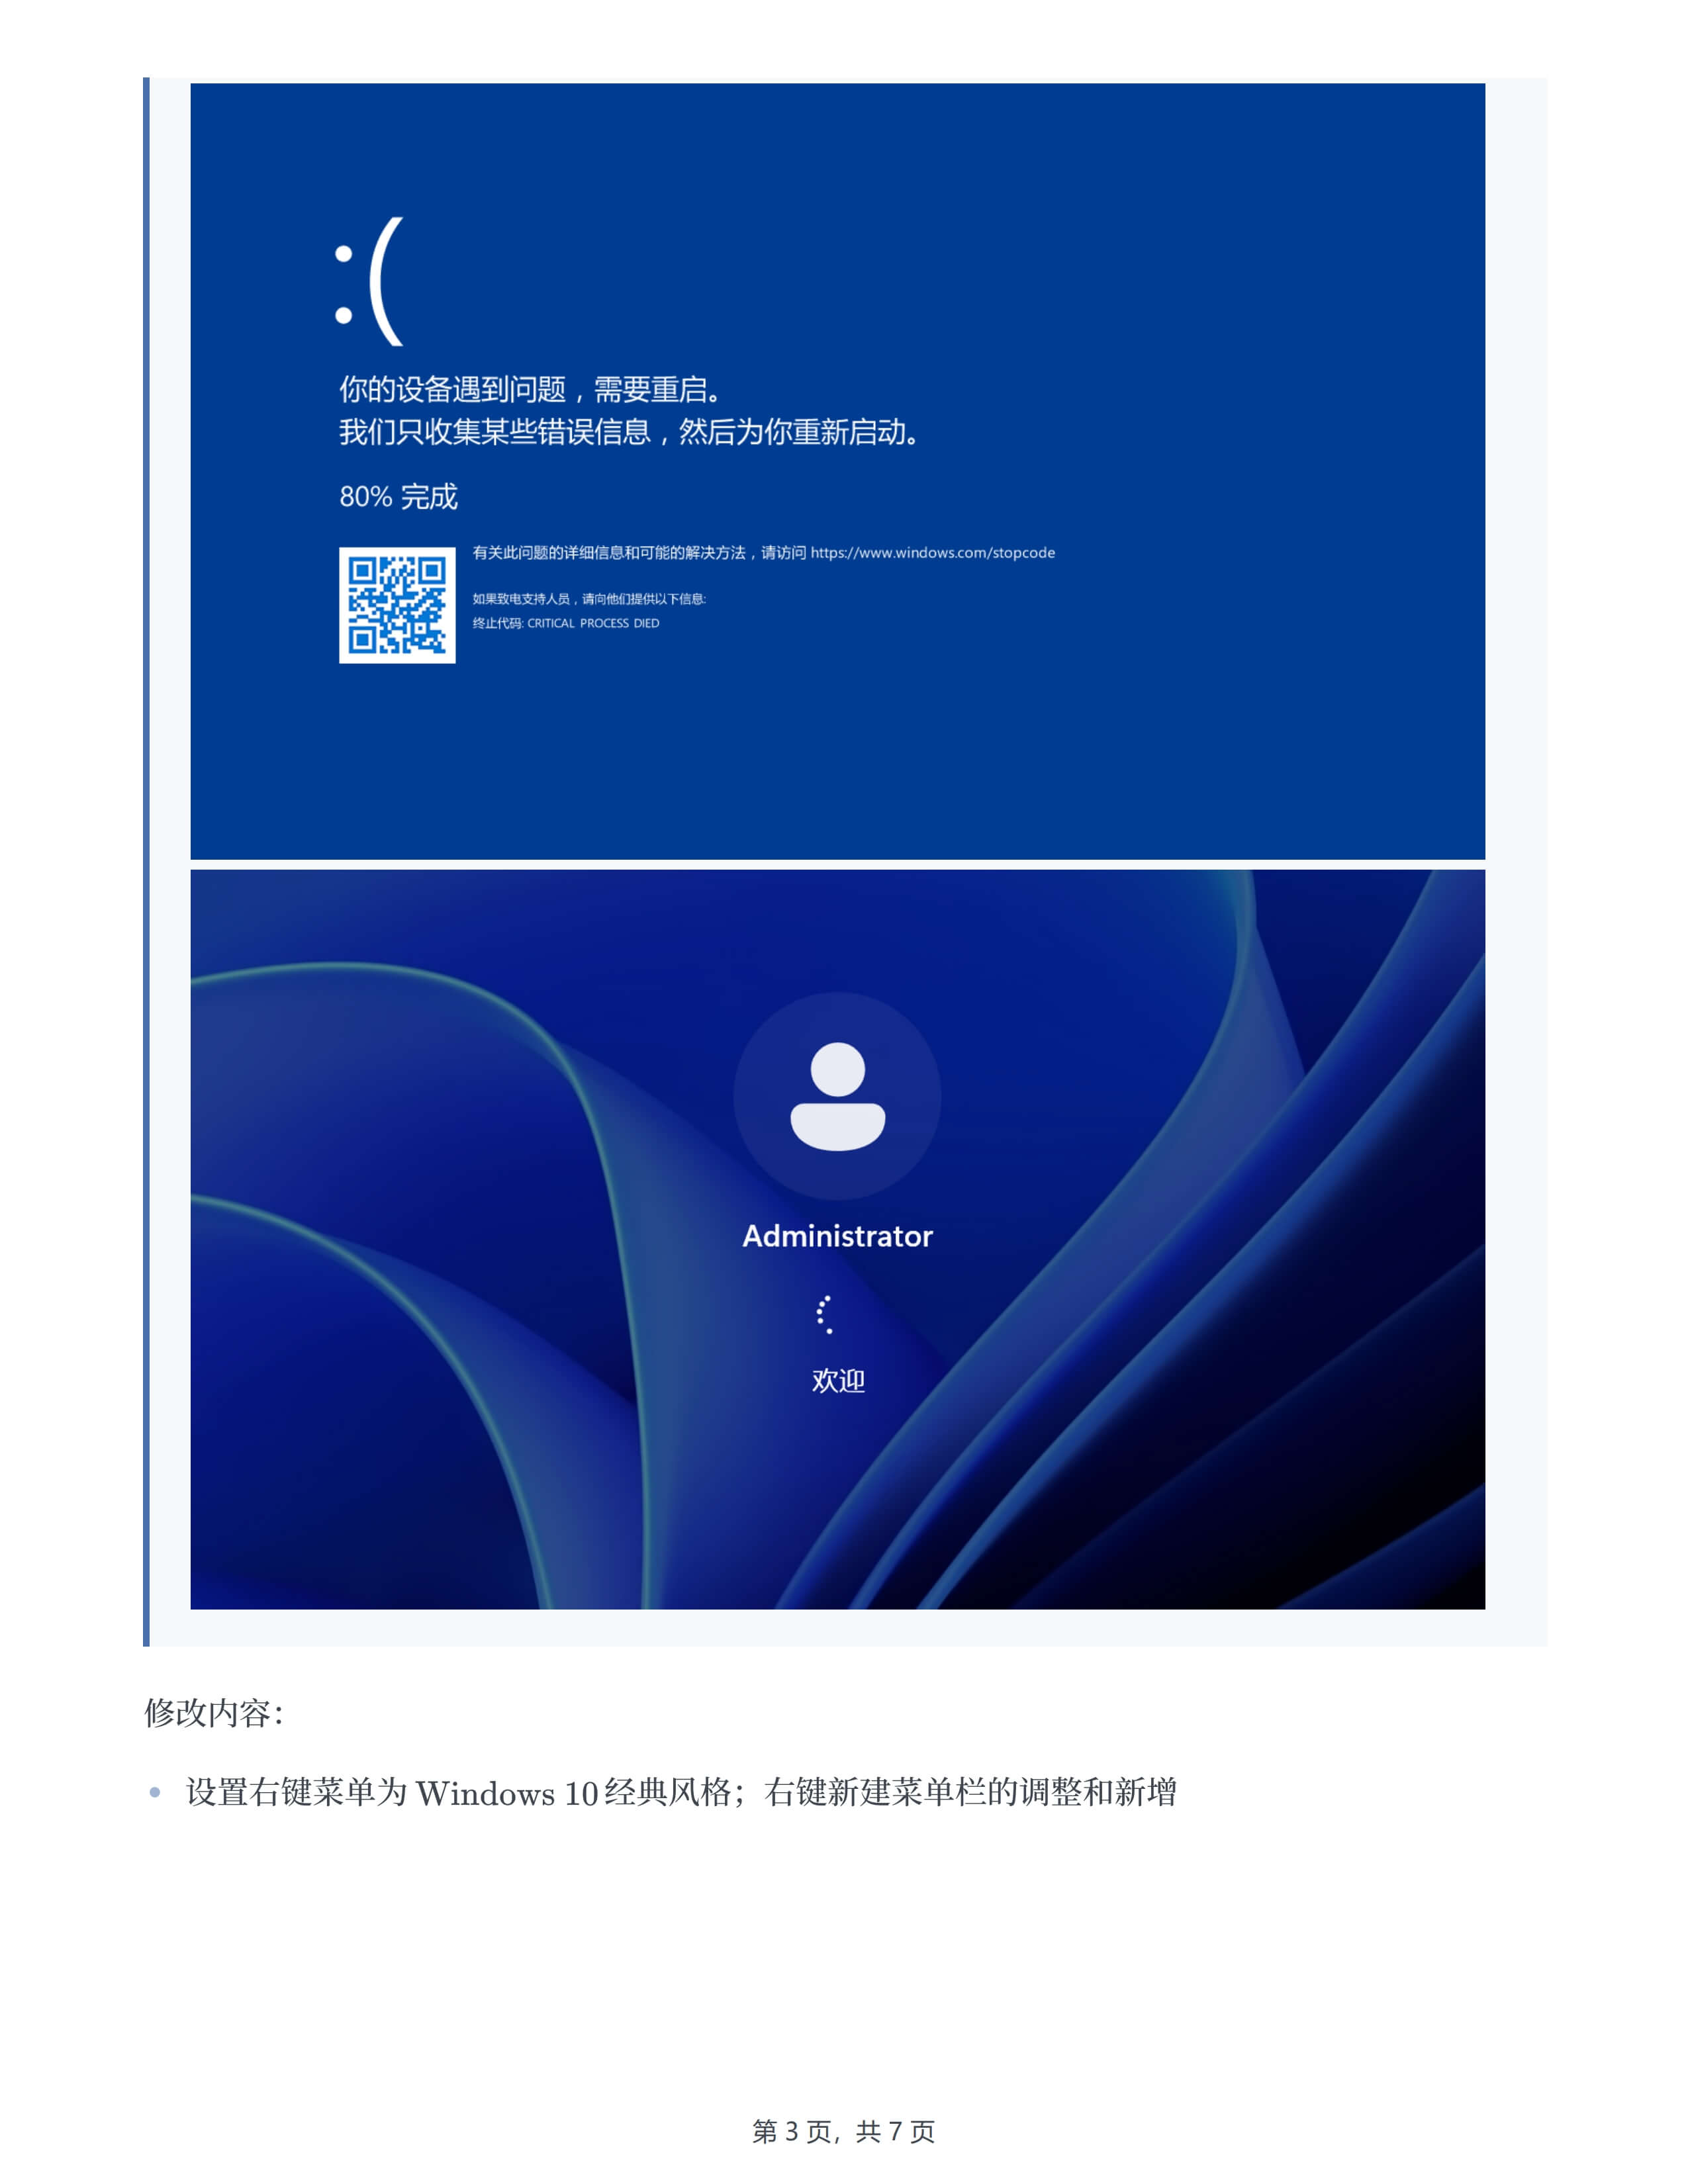 :(
你的设备遇到问题，需要重启。
我们只收集某些错误信息，然后为你重新启动。
80% 完成
有关此问题的详细信息和可能的解决方法，请访问 https://www.windows.com/stopcode
如果致电支持人员，请向他们提供以下信息:
终止代码: CRITICAL PROCESS DIED
Administrator
欢迎
修改内容：
• 设置右键菜单为 Windows 10 经典风格；右键新建菜单栏的调整和新增
第 3 页, 共 7 页